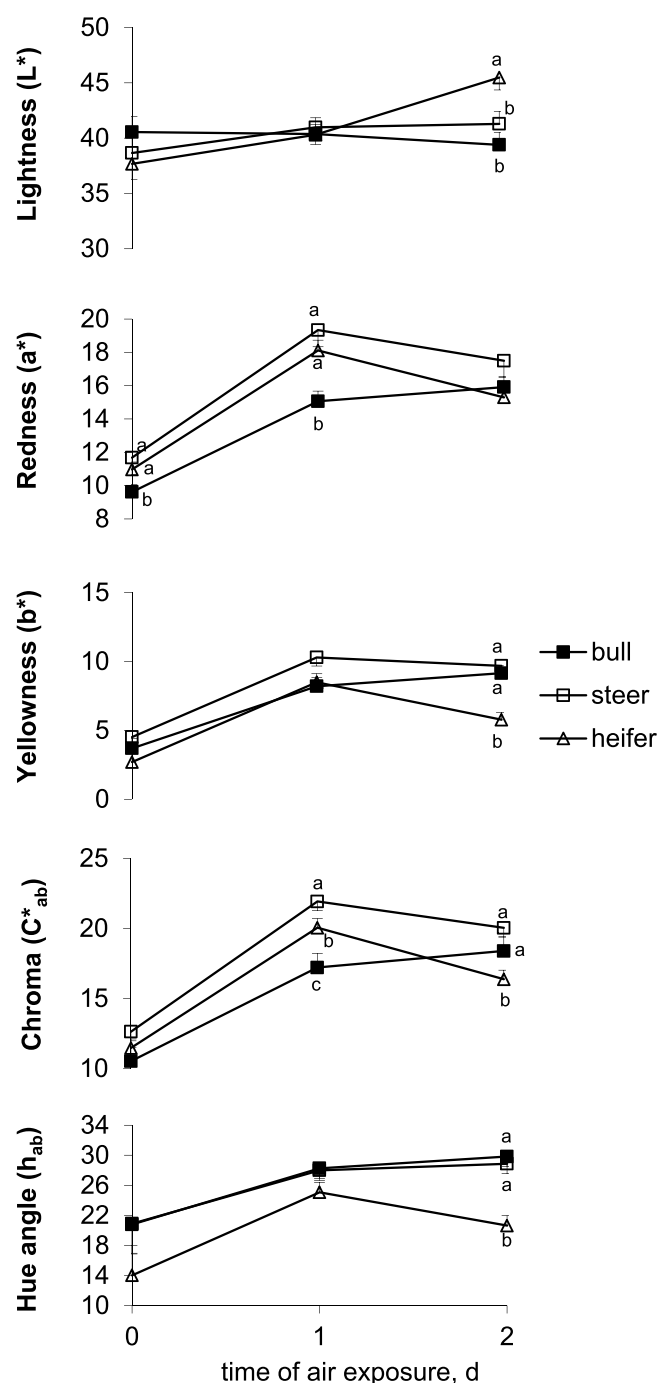 50
45
40
35
30
Lightness (L*)
a
b
b
20
18
16
14
12
10
8
Redness (a*)
a
a
b
a
a
b
15
10
5
0
Yellowness (b*)
a
a
b
bull
steer
heifer
25
20
15
10
Chroma (C*ab)
a
b
c
a
a
b
34
30
26
22
18
14
10
Hue angle (hab)
a
a
b
0 1 2
time of air exposure, d